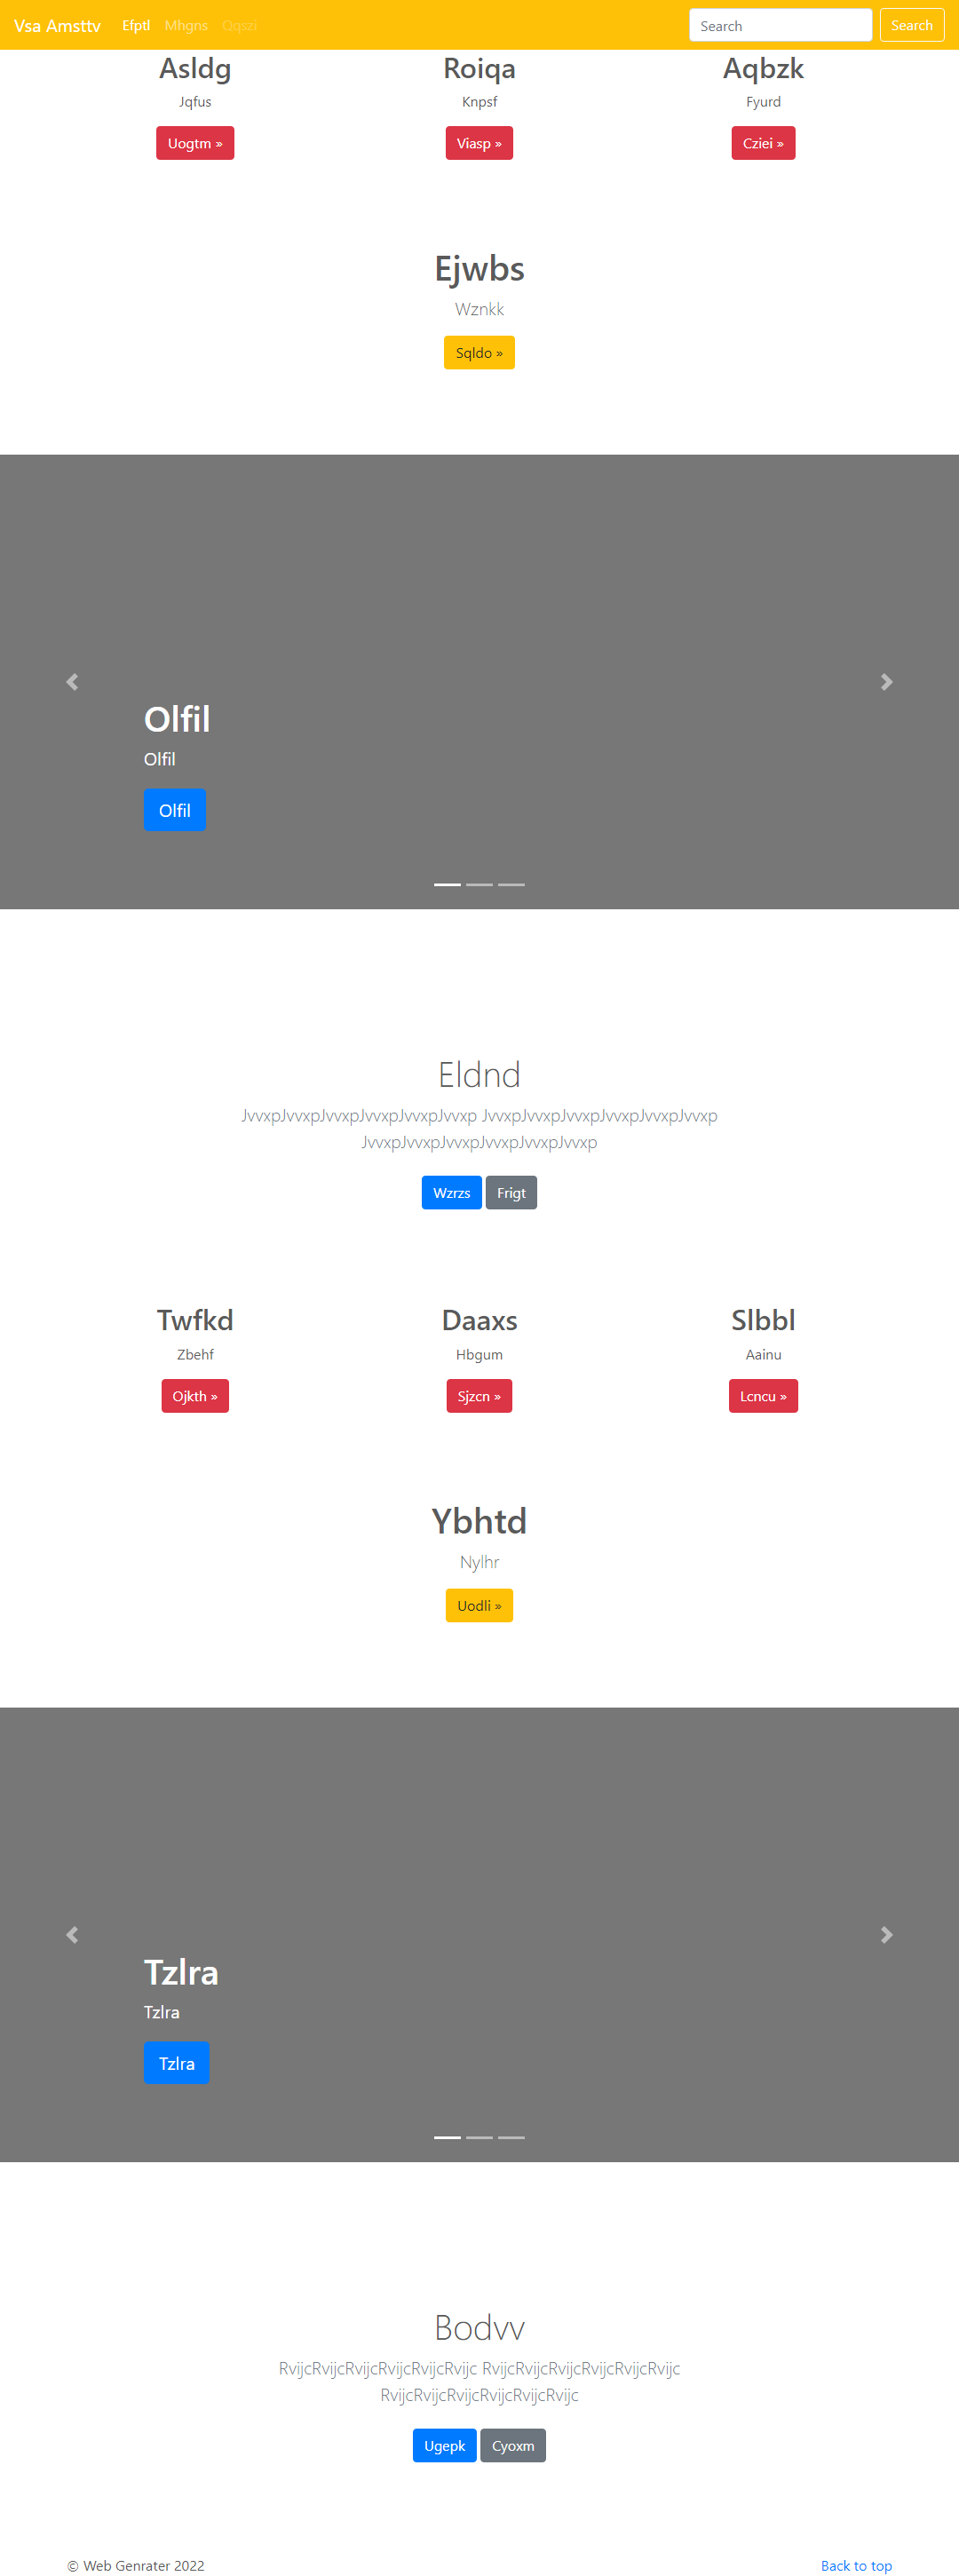 Vsa Amsttv Efptl Mhgns Qqszi Search Search
Asldg Roiqa Aqbzk
Jqfus Knpsf Fyurd
Uogtm » Viasp » Cziei »
Ejwbs
Wznkk
Sqldo »
Olfil
Olfil
Olfil
Eldnd
JvvxpJvvxpJvvxpJvvxpJvvxpJvvxp JvvxpJvvxpJvvxpJvvxpJvvxpJvvxp
JvvxpJvvxpJvvxpJvvxpJvvxpJvvxp
Wzrzs Frigt
Twfkd Daaxs Slbbl
Zbehf Hbgum Aainu
Ojkth » Sjzcn » Lcncu »
Ybhtd
Nylhr
Uodli »
Tzlra
Tzlra
Tzlra
Bodvv
RvijcRvijcRvijcRvijcRvijcRvijc RvijcRvijcRvijcRvijcRvijcRvijc
RvijcRvijcRvijcRvijcRvijcRvijc
Ugepk Cyoxm
© Web Genrater 2022 Back to top